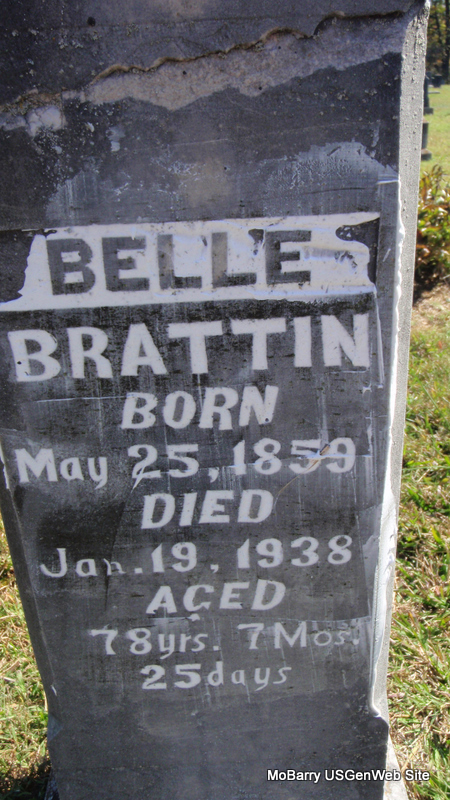 BELLE
BRATTIN
BORN
May 25, 1859
DIED
Jan. 19, 1938
AGED
78yrs. 7Mos.
25days
MoBarry USGenWeb Site